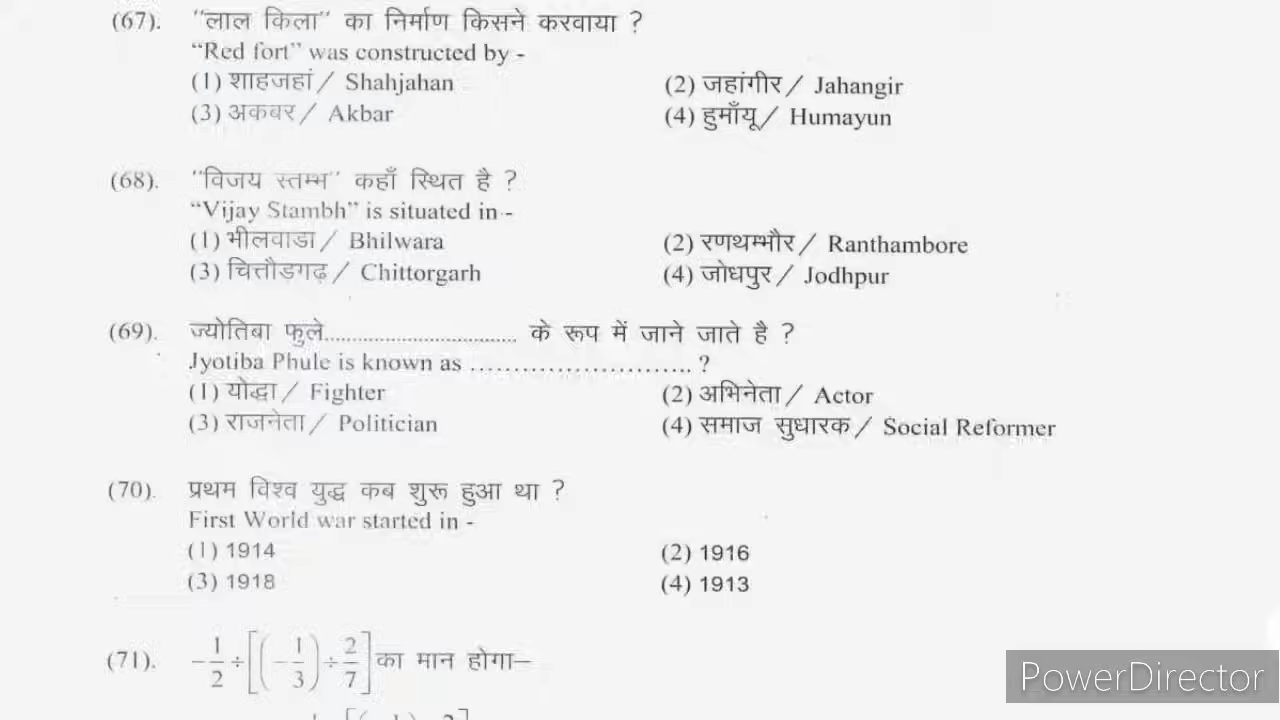 (67). "लाल किला" का निर्माण किसने करवाया ?
"Red fort" was constructed by -
(1) शाहजहां / Shahjahan (2) जहांगीर / Jahangir
(3) अकबर / Akbar (4) हुमाँयू / Humayun
(68). "विजय स्तम्भ" कहाँ स्थित है ?
"Vijay Stambh" is situated in -
(1) भीलवाडा / Bhilwara (2) रणथम्भौर / Ranthambore
(3) चित्तौडगढ़ / Chittorgarh (4) जोधपुर / Jodhpur
(69). ज्योतिबा फुले................................. के रूप में जाने जाते है ?
Jyotiba Phule is known as ............................ ?
(1) योद्धा / Fighter (2) अभिनेता / Actor
(3) राजनेता / Politician (4) समाज सुधारक / Social Reformer
(70). प्रथम विश्व युद्ध कब शुरू हुआ था ?
First World war started in -
(1) 1914 (2) 1916
(3) 1918 (4) 1913
(71). -1/2÷[(-1/3)÷2/7] का मान होगा–
PowerDirector